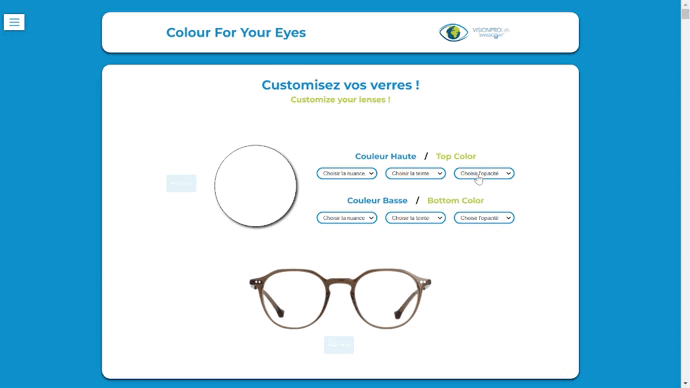 Colour For Your Eyes
VISIONPRO
Customisez vos verres !
Customize your lenses !
Couleur Haute / Top Color
Choisir la nuance Choisir la teinte Choisir l'opacité
Couleur Basse / Bottom Color
Choisir la nuance Choisir la teinte Choisir l'opacité